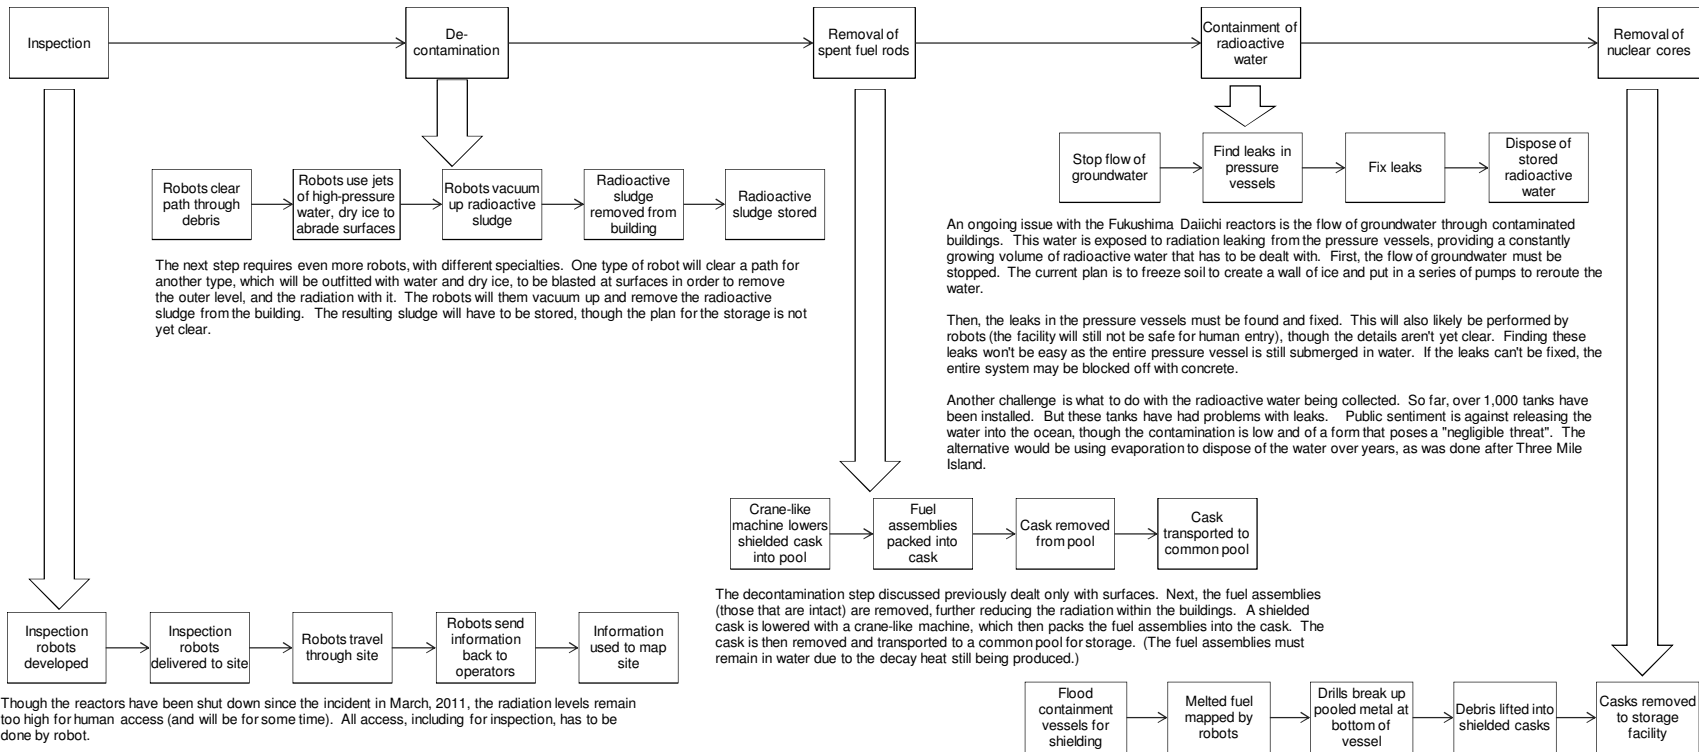 Inspection
De-
contamination
Removal of
spent fuel rods
Containment of
radioactive
water
Removal of
nuclear cores
Stop flow of
groundwater
Find leaks in
pressure
vessels
Fix leaks
Dispose of
stored
radioactive
water
Robots clear
path through
debris
Robots use jets
of high-pressure
water, dry ice to
abrade surfaces
Robots vacuum
up radioactive
sludge
Radioactive
sludge
removed from
building
Radioactive
sludge stored
An ongoing issue with the Fukushima Daiichi reactors is the flow of groundwater through contaminated
buildings. This water is exposed to radiation leaking from the pressure vessels, providing a constantly
growing volume of radioactive water that has to be dealt with. First, the flow of groundwater must be
stopped. The current plan is to freeze soil to create a wall of ice and put in a series of pumps to reroute the
water.
Then, the leaks in the pressure vessels must be found and fixed. This will also likely be performed by
robots (the facility will still not be safe for human entry), though the details aren't yet clear. Finding these
leaks won't be easy as the entire pressure vessel is still submerged in water. If the leaks can't be fixed, the
entire system may be blocked off with concrete.
Another challenge is what to do with the radioactive water being collected. So far, over 1,000 tanks have
been installed. But these tanks have had problems with leaks. Public sentiment is against releasing the
water into the ocean, though the contamination is low and of a form that poses a "negligible threat". The
alternative would be using evaporation to dispose of the water over years, as was done after Three Mile
Island.
The next step requires even more robots, with different specialties. One type of robot will clear a path for
another type, which will be outfitted with water and dry ice, to be blasted at surfaces in order to remove
the outer level, and the radiation with it. The robots will them vacuum up and remove the radioactive
sludge from the building. The resulting sludge will have to be stored, though the plan for the storage is not
yet clear.
Crane-like
machine lowers
shielded cask
into pool
Fuel
assemblies
packed into
cask
Cask removed
from pool
Cask
transported to
common pool
The decontamination step discussed previously dealt only with surfaces. Next, the fuel assemblies
(those that are intact) are removed, further reducing the radiation within the buildings. A shielded
cask is lowered with a crane-like machine, which then packs the fuel assemblies into the cask. The
cask is then removed and transported to a common pool for storage. (The fuel assemblies must
remain in water due to the decay heat still being produced.)
Inspection
robots
developed
Inspection
robots
delivered to site
Robots travel
through site
Robots send
information
back to
operators
Information
used to map
site
Though the reactors have been shut down since the incident in March, 2011, the radiation levels remain
too high for human access (and will be for some time). All access, including for inspection, has to be
done by robot.
Flood
containment
vessels for
shielding
Melted fuel
mapped by
robots
Drills break up
pooled metal at
bottom of
vessel
Debris lifted into
shielded casks
Casks removed
to storage
facility